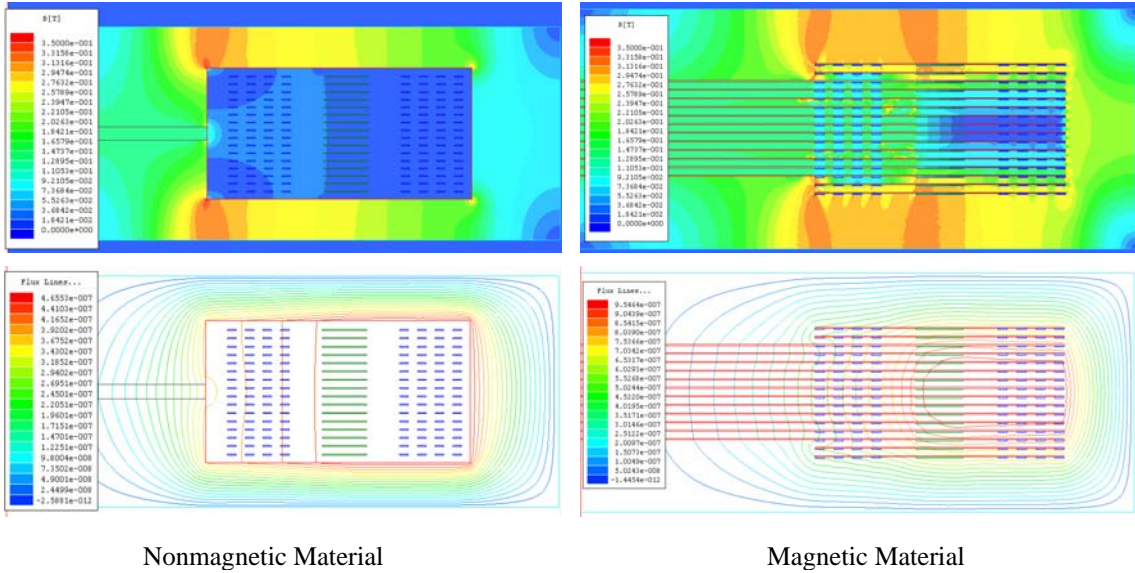 B[T]
3.5000e-001
3.3158e-001
3.1316e-001
2.9474e-001
2.7632e-001
2.5789e-001
2.3947e-001
2.2105e-001
2.0263e-001
1.8421e-001
1.6579e-001
1.4737e-001
1.2895e-001
1.1053e-001
9.2105e-002
7.3684e-002
5.5263e-002
3.6842e-002
1.8421e-002
0.0000e+000
B[T]
3.5000e-001
3.3158e-001
3.1316e-001
2.9474e-001
2.7632e-001
2.5789e-001
2.3947e-001
2.2105e-001
2.0263e-001
1.8421e-001
1.6579e-001
1.4737e-001
1.2895e-001
1.1053e-001
9.2105e-002
7.3684e-002
5.5263e-002
3.6842e-002
1.8421e-002
0.0000e+000
Flux Lines...
4.6553e-007
4.4103e-007
4.1652e-007
3.9202e-007
3.6752e-007
3.4302e-007
3.1852e-007
2.9402e-007
2.6951e-007
2.4501e-007
2.2051e-007
1.9601e-007
1.7151e-007
1.4701e-007
1.2251e-007
9.8004e-008
7.3502e-008
4.9001e-008
2.4499e-008
-2.5881e-012
Flux Lines...
9.5464e-007
9.0439e-007
8.5415e-007
8.0390e-007
7.5366e-007
7.0342e-007
6.5317e-007
6.0293e-007
5.5268e-007
5.0244e-007
4.5220e-007
4.0195e-007
3.5171e-007
3.0146e-007
2.5122e-007
2.0097e-007
1.5073e-007
1.0049e-007
5.0243e-008
-1.4454e-012
Nonmagnetic Material
Magnetic Material